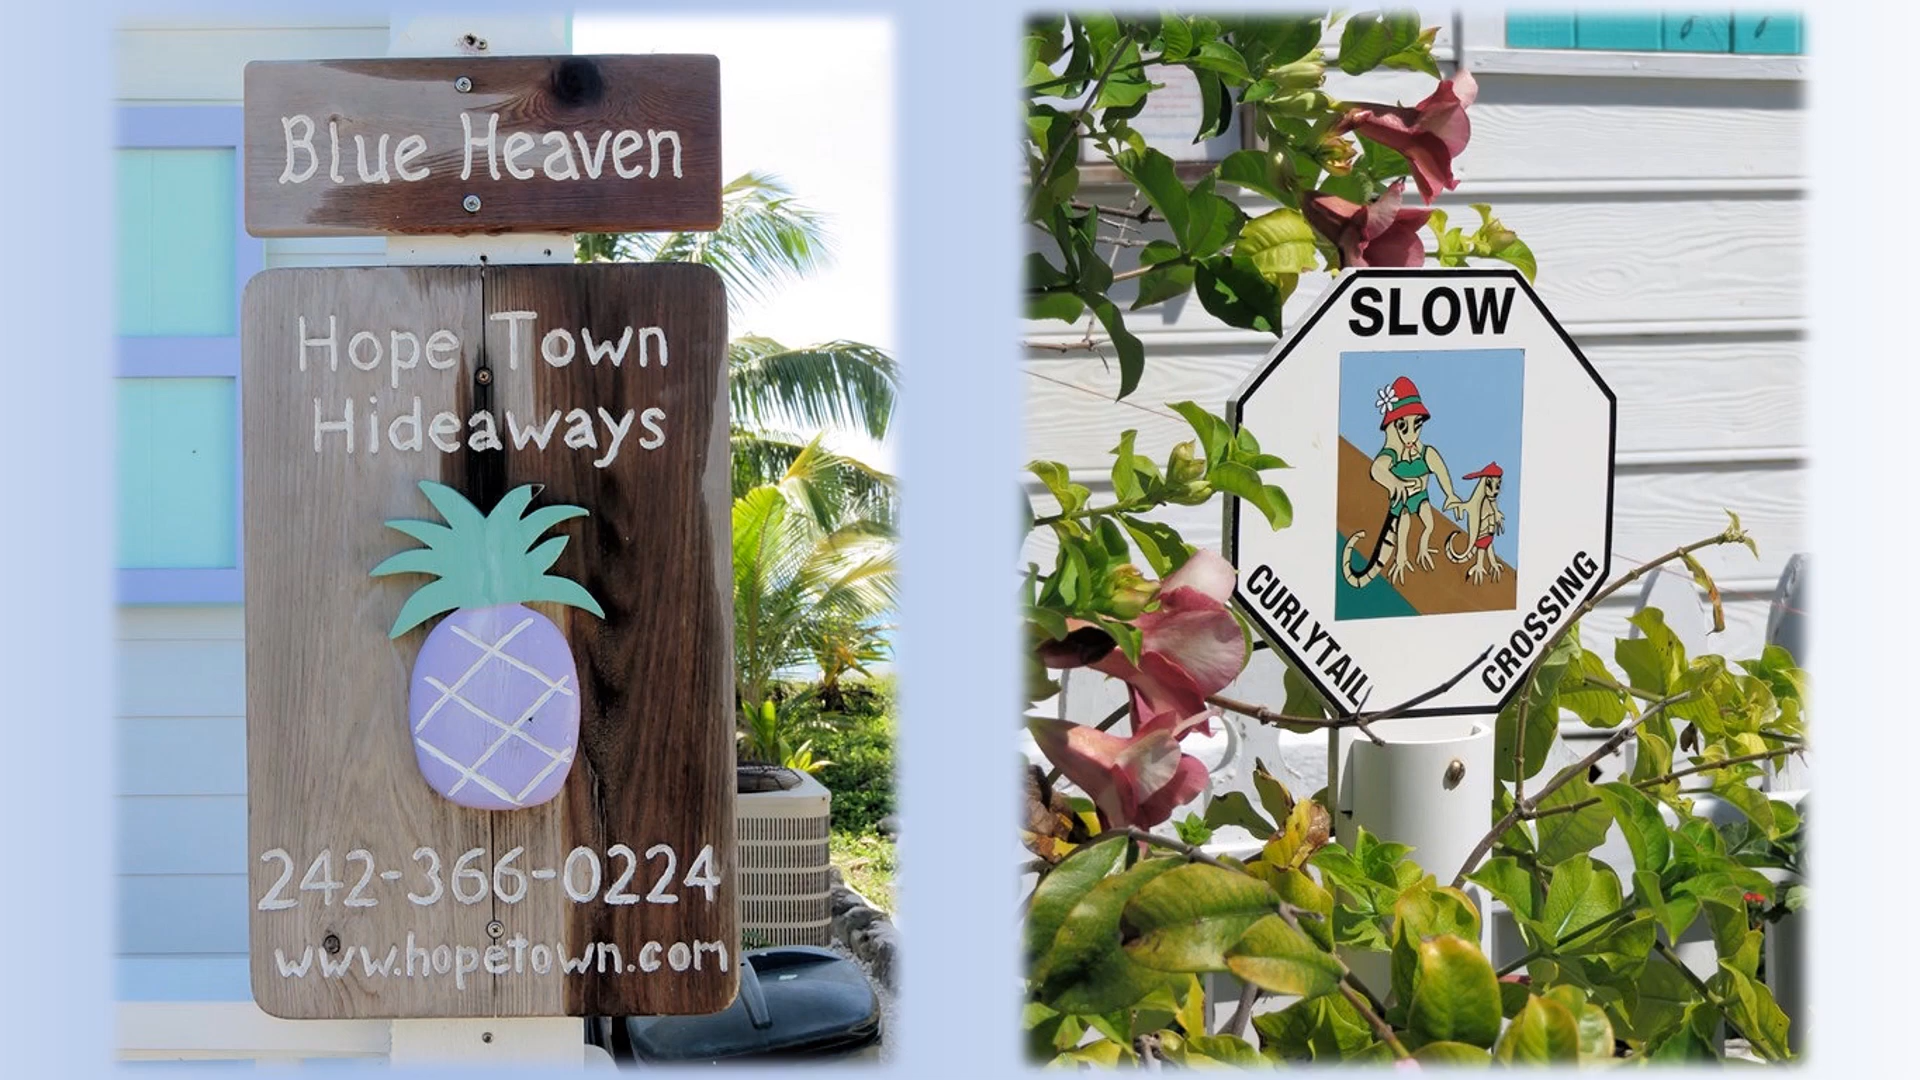 Blue Heaven
Hope Town
Hideaways
242-366-0224
www.hopetown.com
SLOW
CURLYTAIL
CROSSING